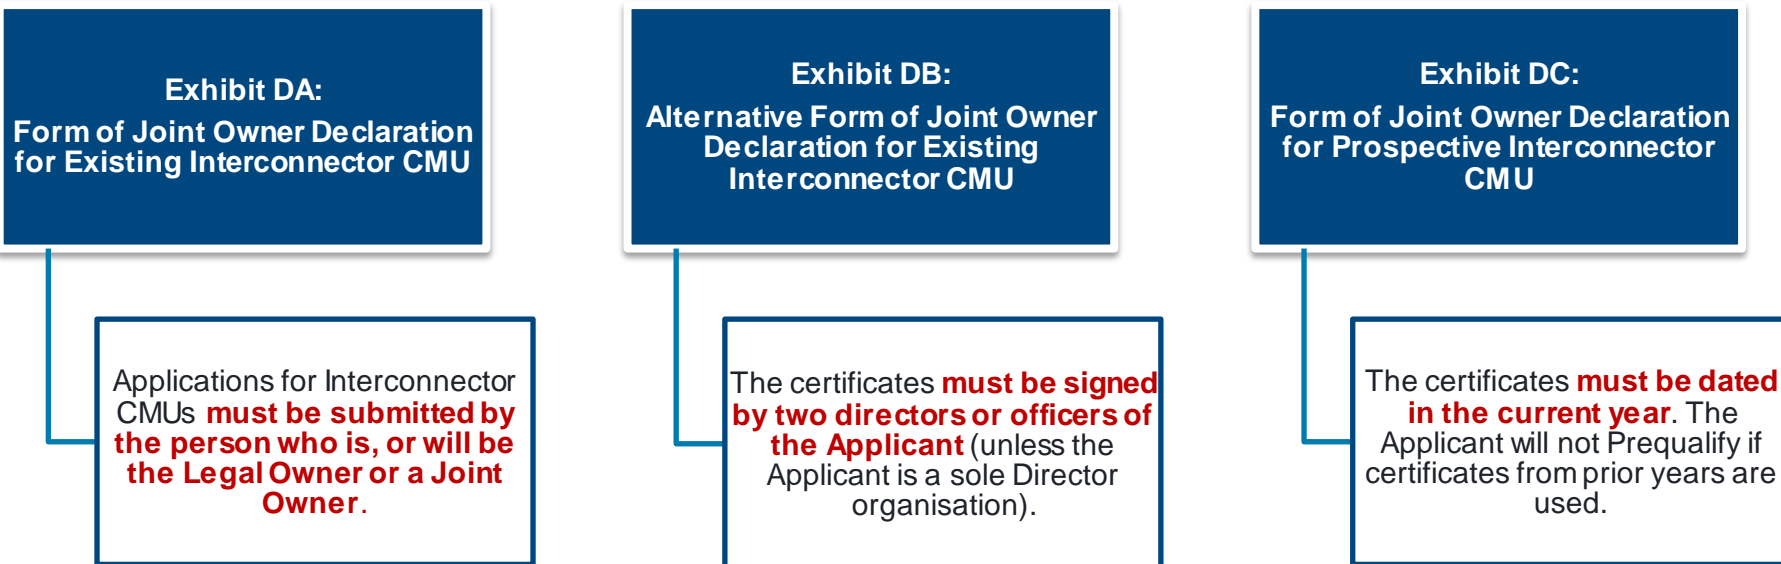 Exhibit DA:
Form of Joint Owner Declaration
for Existing Interconnector CMU
Applications for Interconnector
CMUs must be submitted by
the person who is, or will be
the Legal Owner or a Joint
Owner.
Exhibit DB:
Alternative Form of Joint Owner
Declaration for Existing
Interconnector CMU
The certificates must be signed
by two directors or officers of
the Applicant (unless the
Applicant is a sole Director
organisation).
Exhibit DC:
Form of Joint Owner Declaration
for Prospective Interconnector
CMU
The certificates must be dated
in the current year. The
Applicant will not Prequalify if
certificates from prior years are
used.